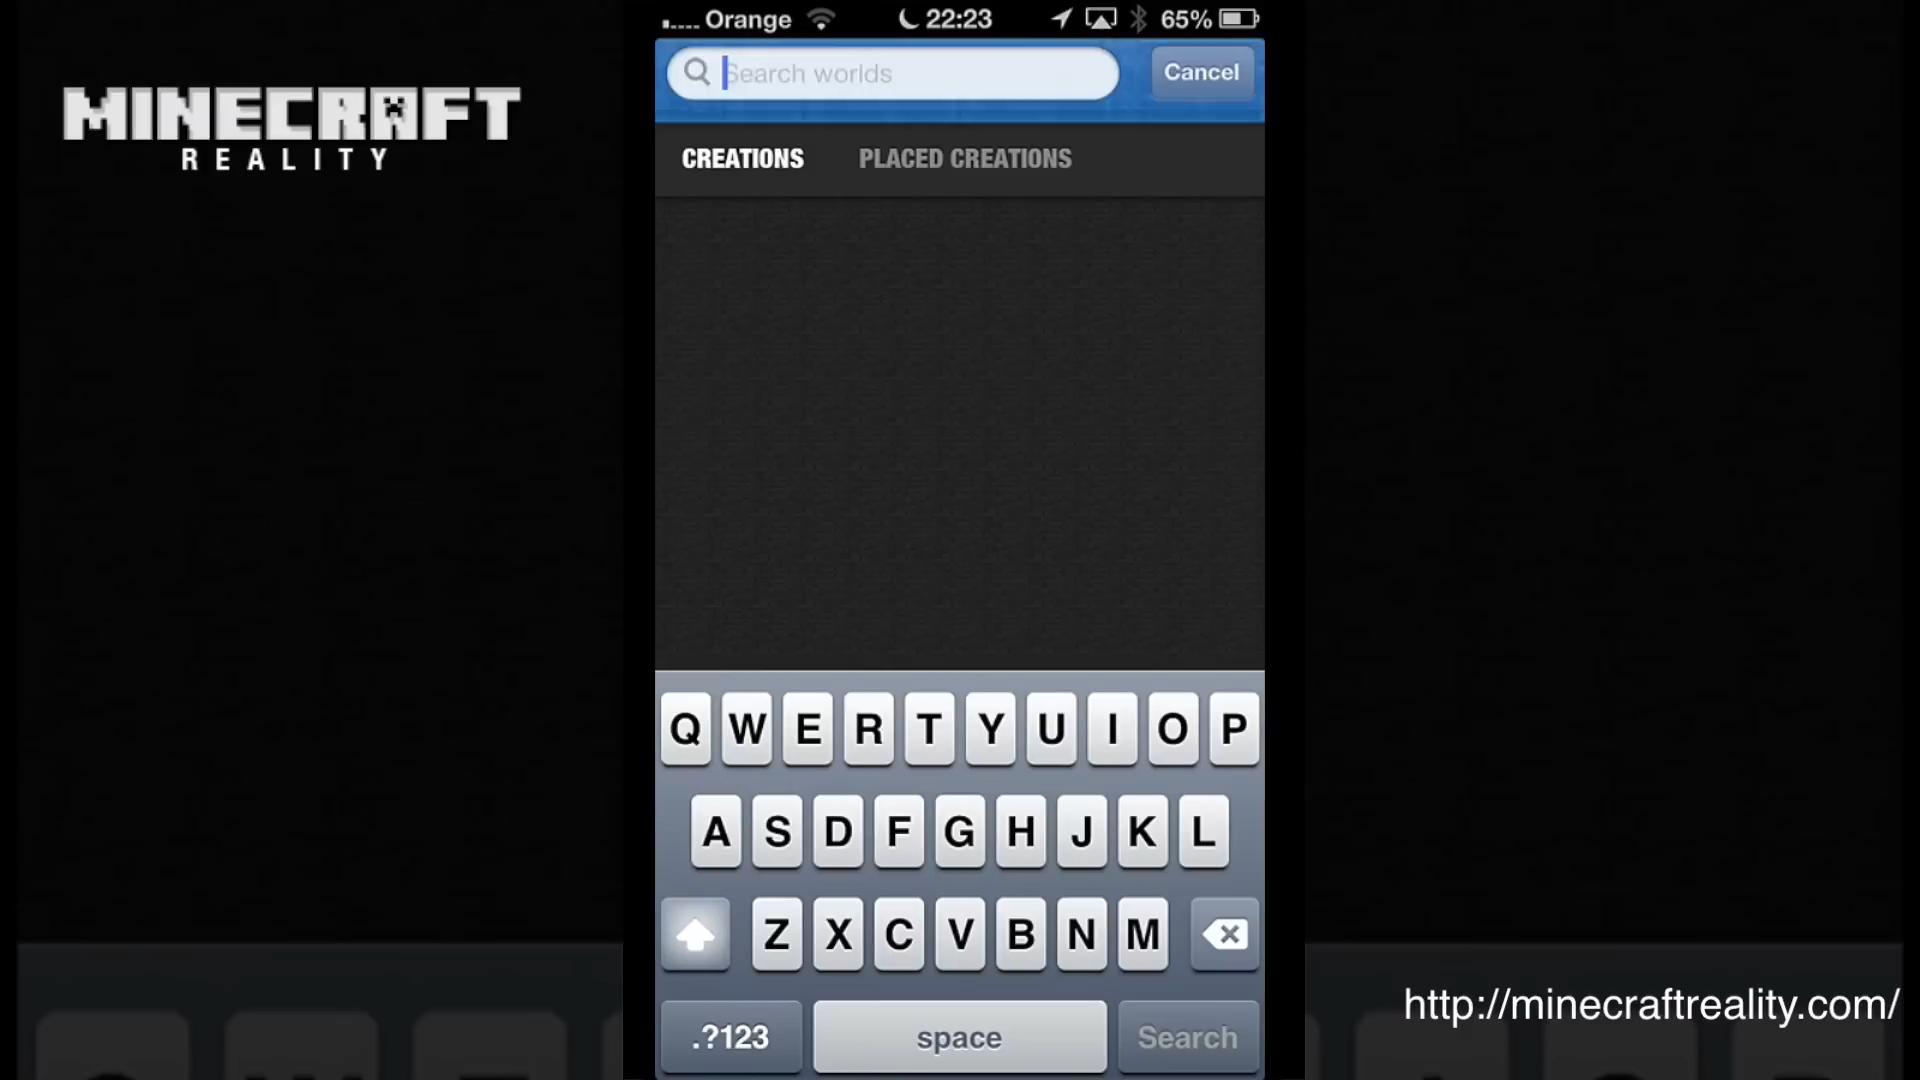 Orange 22:23 65%
MINECRAFT
REALITY
Search worlds
Cancel
CREATIONS PLACED CREATIONS
Q W E R T Y U I O P
A S D F G H J K L
Z X C V B N M
.?123 space Search
http://minecraftreality.com/